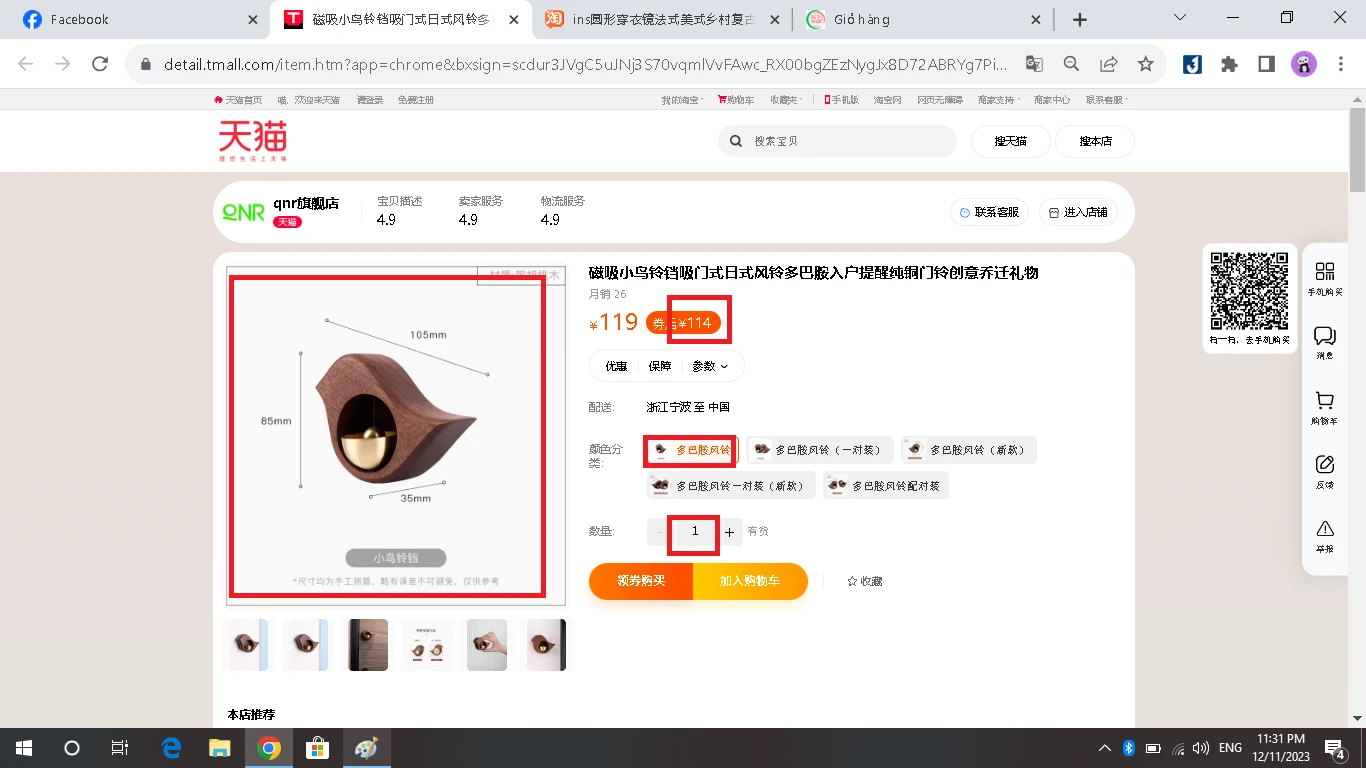 Facebook
磁吸小鸟铃铛吸门式日式风铃多
ins圆形穿衣镜法式美式乡村复古
Giỏ hàng
detail.tmall.com/item.htm?app=chrome&bxsign=scdur3JVgC5uJNj3S70vqmlVvFAwc_RX00bgZEzNygJx8D72ABRYg7Pi...
天猫首页 喵，欢迎来天猫 请登录 免费注册 我的淘宝 购物车 收藏夹 手机版 淘宝网 网页无障碍 商家支持 商家中心 联系客服
天猫
理想生活上天猫
搜索宝贝
搜天猫
搜本店
QNR
qnr旗舰店
天猫
宝贝描述 卖家服务 物流服务
4.9 4.9 4.9
联系客服
进入店铺
105mm
85mm
35mm
小鸟铃铛
*尺寸均为手工测量，略有误差不可避免，仅供参考
磁吸小鸟铃铛吸门式日式风铃多巴胺入户提醒纯铜门铃创意乔迁礼物
月销 26
¥119 券后¥114
优惠 保障 参数
配送: 浙江宁波 至 中国
颜色分类:
多巴胺风铃
多巴胺风铃（一对装）
多巴胺风铃（新款）
多巴胺风铃一对装（新款）
多巴胺风铃配对装
数量: - 1 + 有货
领券购买 加入购物车 收藏
本店推荐
扫一扫，去手机购买
手机购买
消息
购物车
反馈
举报
ENG
11:31 PM
12/11/2023
4